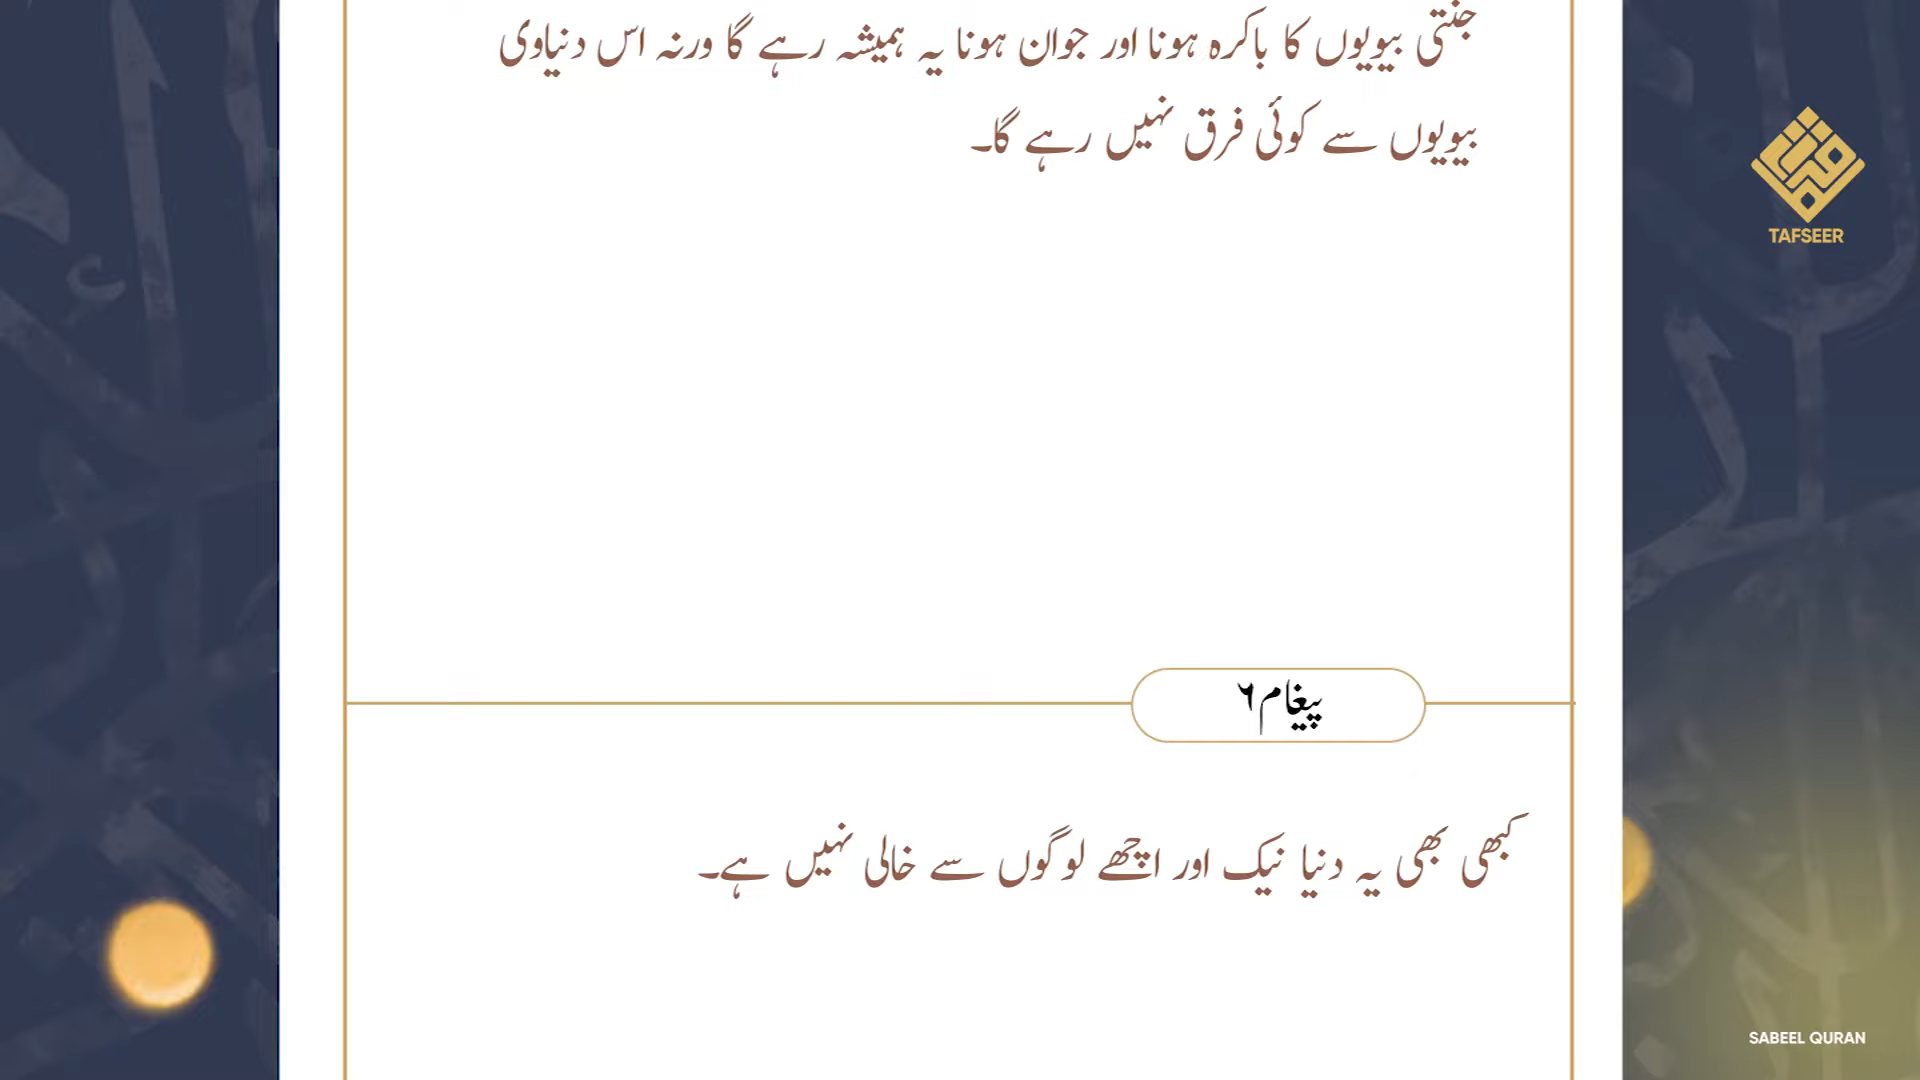 جنتی بیویوں کا باکرہ ہونا اور جوان ہونا یہ ہمیشہ رہے گا ورنہ اس دنیاوی
بیویوں سے کوئی فرق نہیں رہے گا۔
TAFSEER
پیغام ۶
کبھی بھی یہ دنیا نیک اور اچھے لوگوں سے خالی نہیں ہے۔
SABEEL QURAN